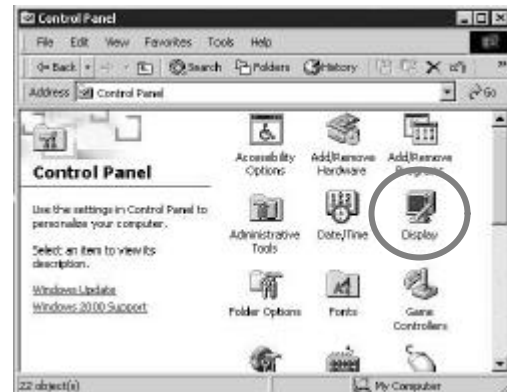 Control Panel
File Edit View Favorites Tools Help
Back Search Folders History
Address Control Panel Go
Control Panel
Use the settings in Control Panel to
personalize your computer.
Select an item to view its
description.
Windows Update
Windows 2000 Support
Accessibility
Options
Add/Remove
Hardware
Add/Remove
Programs
Administrative
Tools
Date/Time
Display
Folder Options
Fonts
Game
Controllers
22 object(s) My Computer